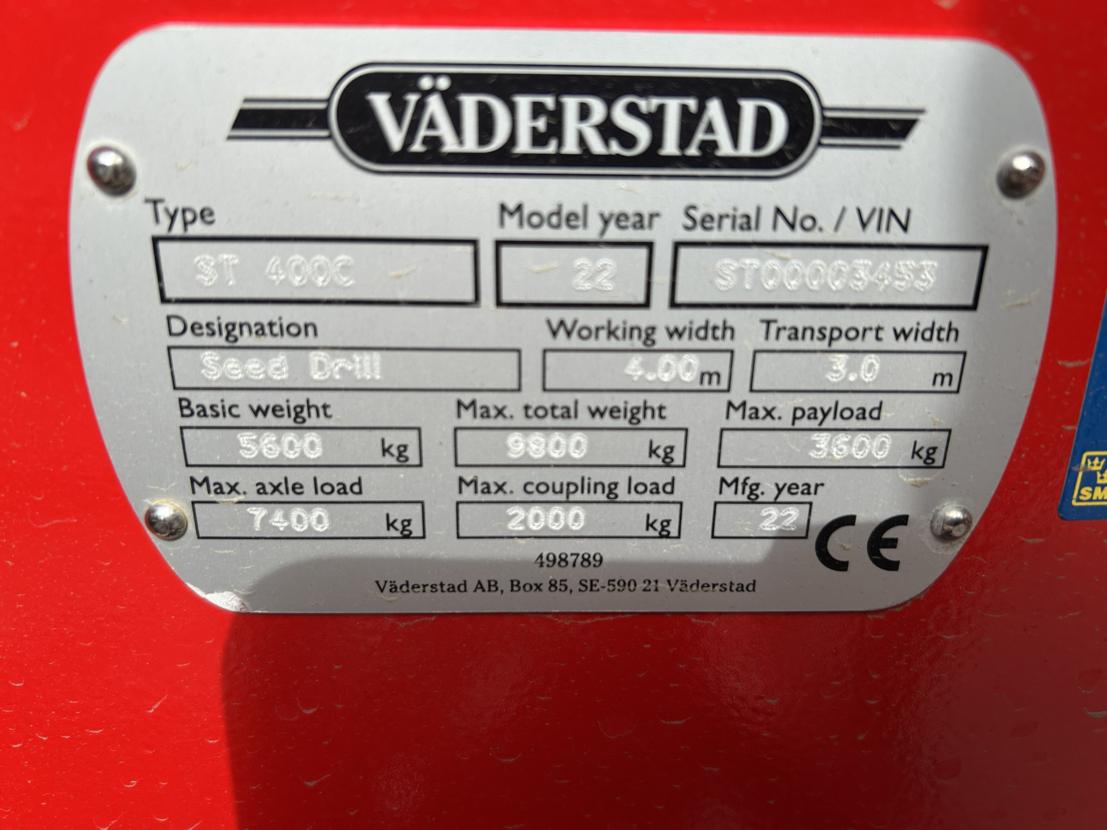 VÄDERSTAD
Type Model year Serial No. / VIN
ST 400C 22 ST00003453
Designation Working width Transport width
Seed Drill 4.00 m 3.0 m
Basic weight Max. total weight Max. payload
5600 kg 9800 kg 3600 kg
Max. axle load Max. coupling load Mfg. year
7400 kg 2000 kg 22 CE
498789
Väderstad AB, Box 85, SE-590 21 Väderstad
SM